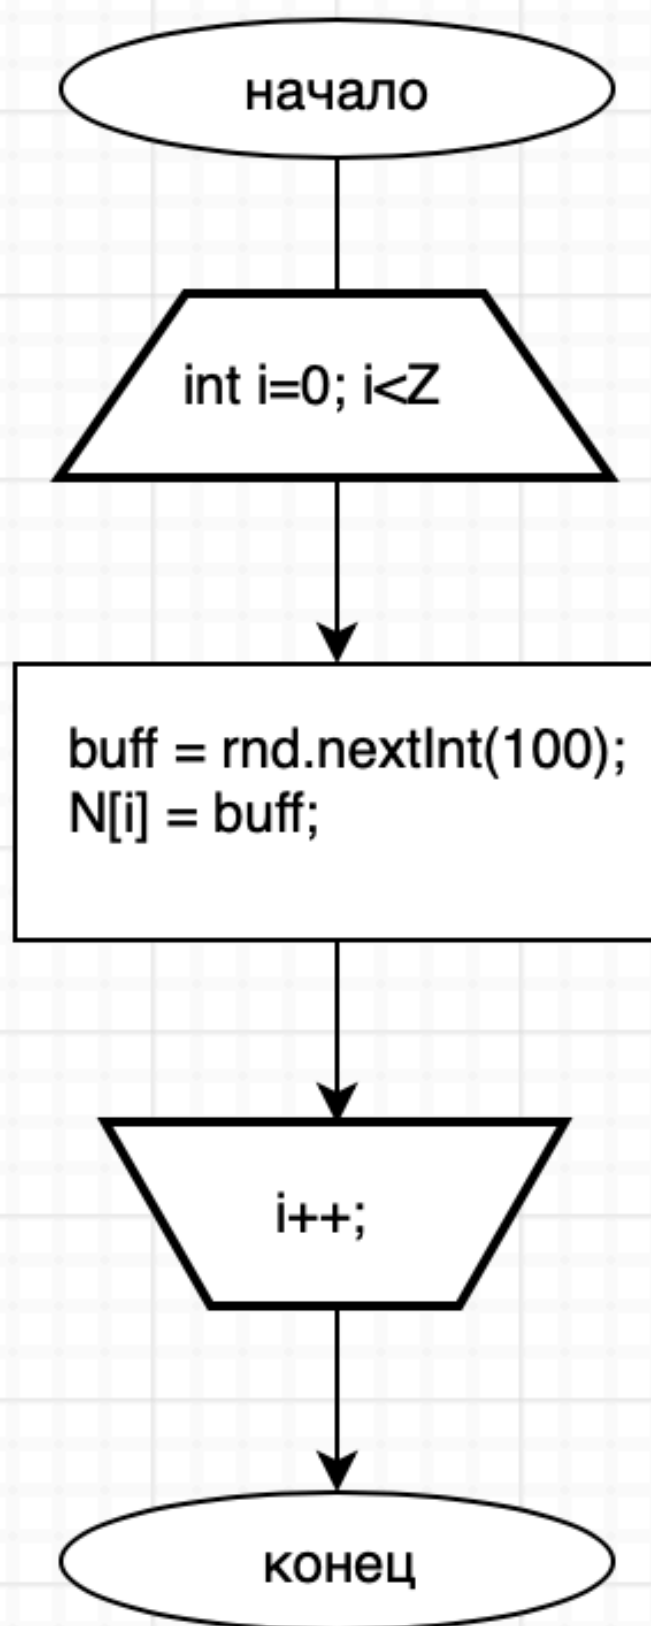 начало
int i=0; i<Z
buff = rnd.nextInt(100);
N[i] = buff;
i++;
конец